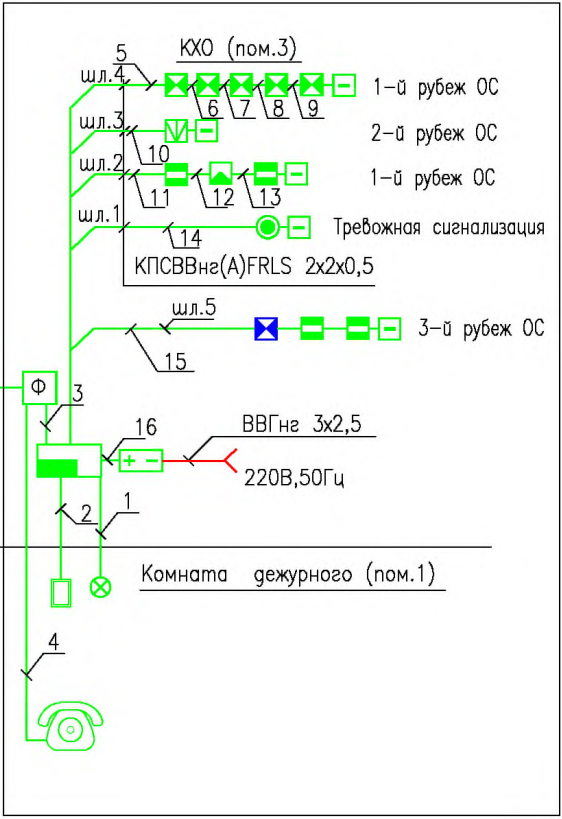 5
КХО (пом.3)
шл.4
1-й рубеж ОС
6 7 8 9
шл.3
2-й рубеж ОС
10
шл.2
1-й рубеж ОС
11 12 13
шл.1
Тревожная сигнализация
14
КПСВВнг(А)FRLS 2х2х0,5
шл.5
3-й рубеж ОС
15
Ф
3
16
ВВГнг 3х2,5
+ -
220В,50Гц
2
1
Комната дежурного (пом.1)
4